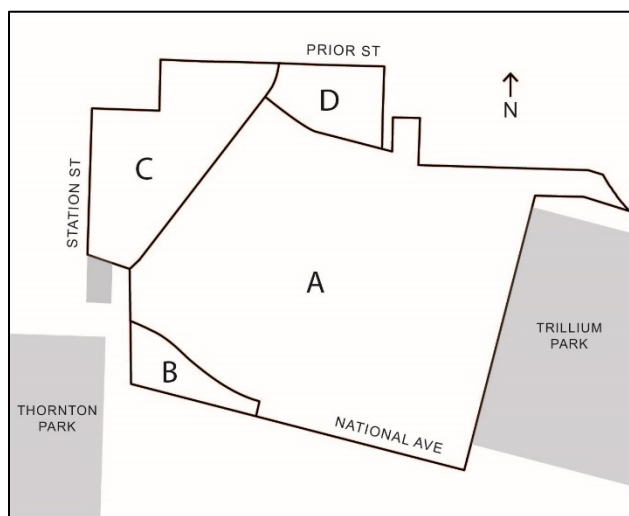 PRIOR ST
D
N
C
STATION ST
A
TRILLIUM
PARK
B
THORNTON
PARK
NATIONAL AVE